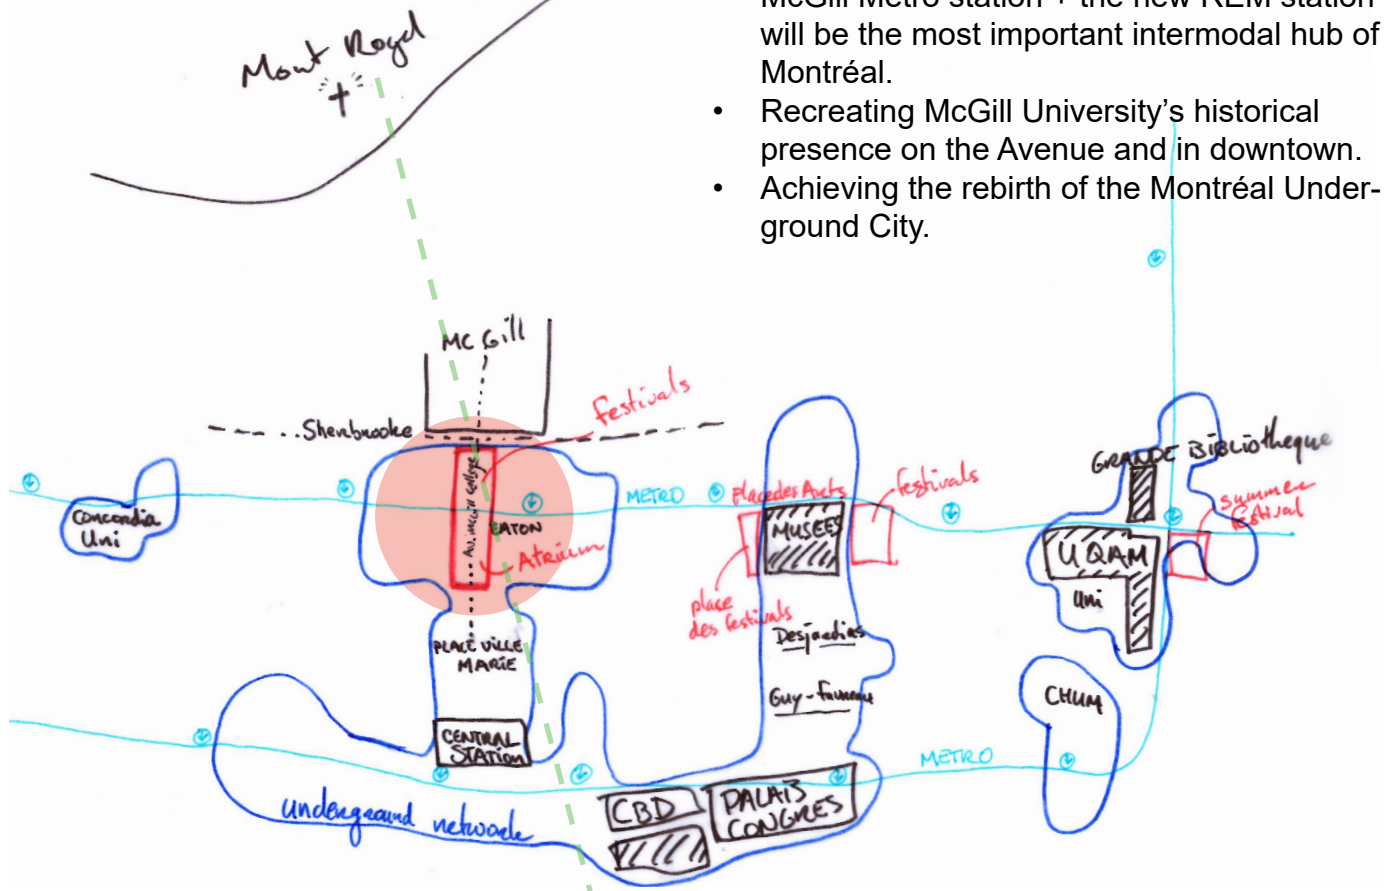 McGill Metro station + the new REM station
will be the most important intermodal hub of
Montréal.
• Recreating McGill University's historical
presence on the Avenue and in downtown.
• Achieving the rebirth of the Montréal Under-
ground City.
Mont Royal
MC Gill
Festivals
Sherbrooke
Av. McGill College
EATON
Atrium
METRO
Concordia
Uni
Place des Arts
MUSEES
festivals
place
des festivals
Desjardins
GRANDE BIBLIOtheque
summer
festival
UQAM
Uni
PLACE VILLE
MARIE
CENTRAL
STATION
CHUM
METRO
underground network
CBD
PALAIS
CONGRES